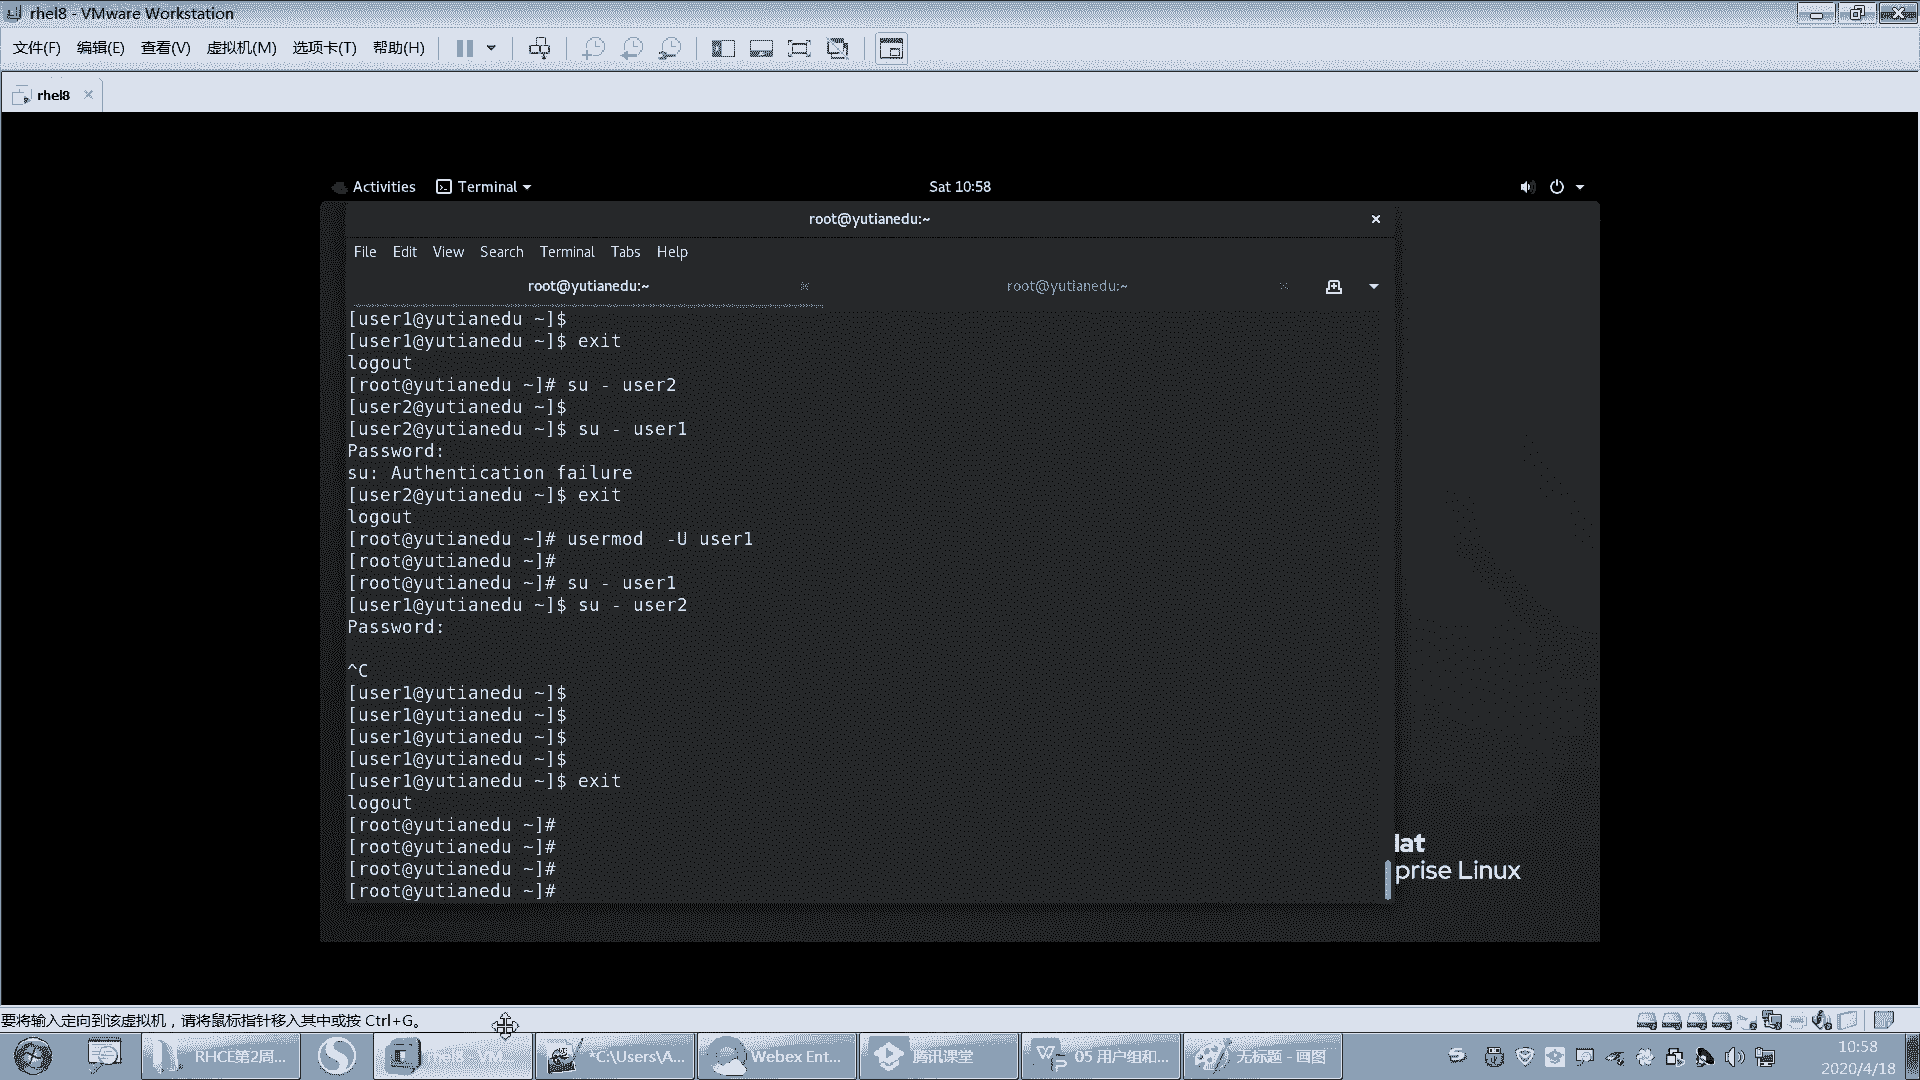 rhel8 - VMware Workstation
文件(F) 编辑(E) 查看(V) 虚拟机(M) 选项卡(T) 帮助(H)
rhel8
Activities Terminal Sat 10:58
root@yutianedu:~
File Edit View Search Terminal Tabs Help
root@yutianedu:~ root@yutianedu:~
[user1@yutianedu ~]$
[user1@yutianedu ~]$ exit
logout
[root@yutianedu ~]# su - user2
[user2@yutianedu ~]$
[user2@yutianedu ~]$ su - user1
Password:
su: Authentication failure
[user2@yutianedu ~]$ exit
logout
[root@yutianedu ~]# usermod  -U user1
[root@yutianedu ~]#
[root@yutianedu ~]# su - user1
[user1@yutianedu ~]$ su - user2
Password:
^C
[user1@yutianedu ~]$
[user1@yutianedu ~]$
[user1@yutianedu ~]$
[user1@yutianedu ~]$
[user1@yutianedu ~]$ exit
logout
[root@yutianedu ~]#
[root@yutianedu ~]#
[root@yutianedu ~]#
[root@yutianedu ~]#
lat
prise Linux
要将输入定向到该虚拟机，请将鼠标指针移入其中或按 Ctrl+G。
RHCE第2周... rhel8 - VM... *C:\Users\A... Webex Ent... 腾讯课堂 05 用户组和... 无标题 - 画图
10:58
2020/4/18